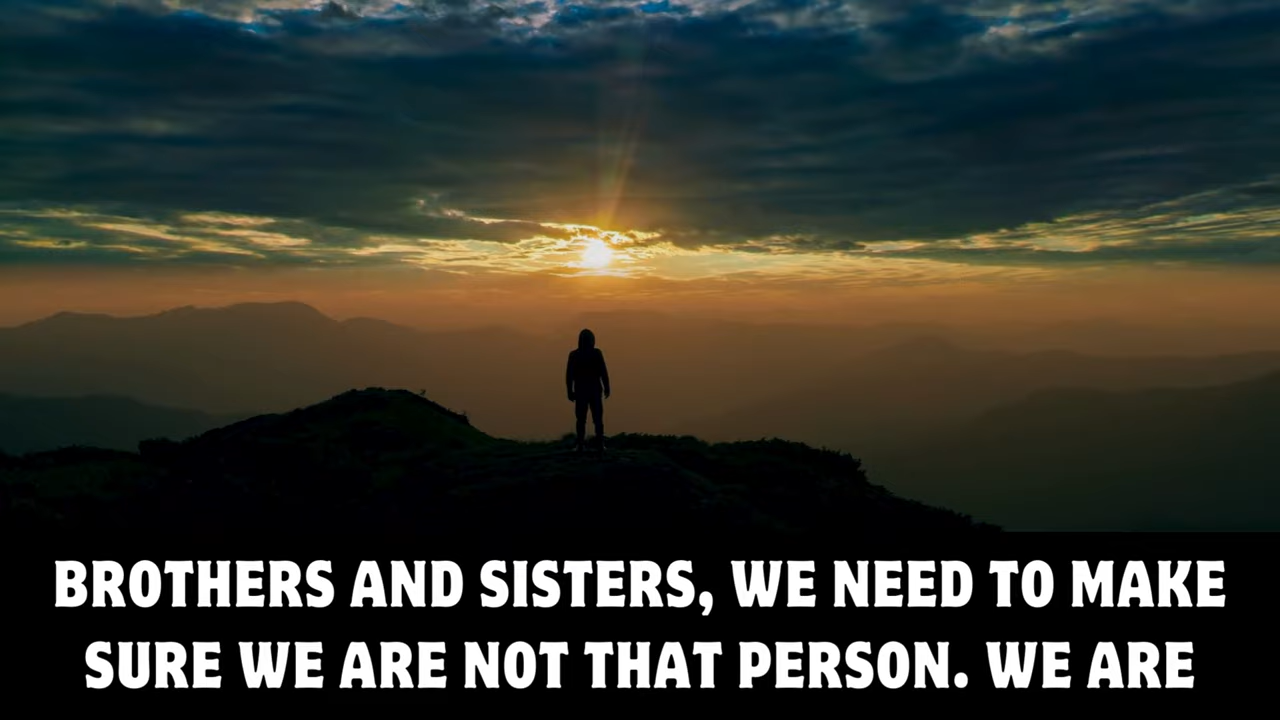 BROTHERS AND SISTERS, WE NEED TO MAKE
SURE WE ARE NOT THAT PERSON. WE ARE